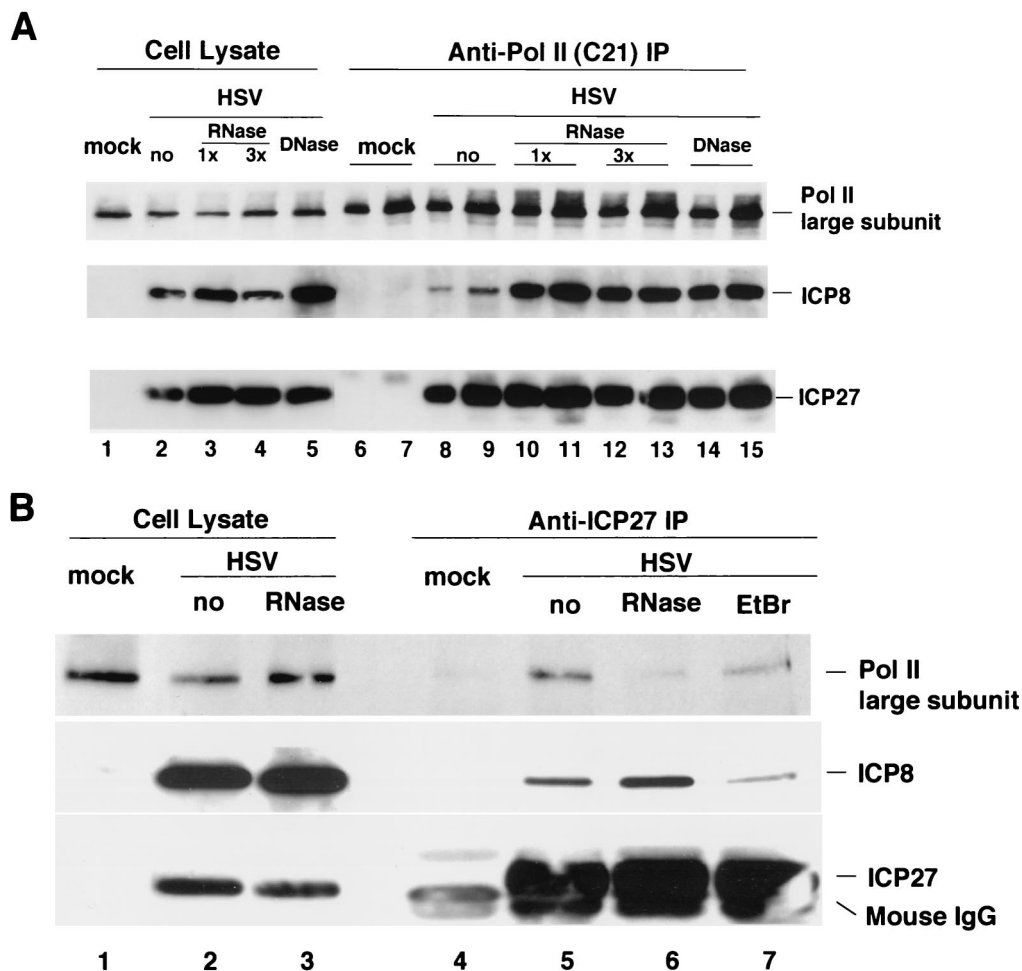 A
Cell Lysate Anti-Pol II (C21) IP
HSV HSV
mock no RNase 1x 3x DNase mock no RNase 1x 3x DNase
Pol II
large subunit
ICP8
ICP27
1 2 3 4 5 6 7 8 9 10 11 12 13 14 15
B
Cell Lysate Anti-ICP27 IP
mock HSV mock HSV
no RNase no RNase EtBr
Pol II
large subunit
ICP8
ICP27
Mouse IgG
1 2 3 4 5 6 7